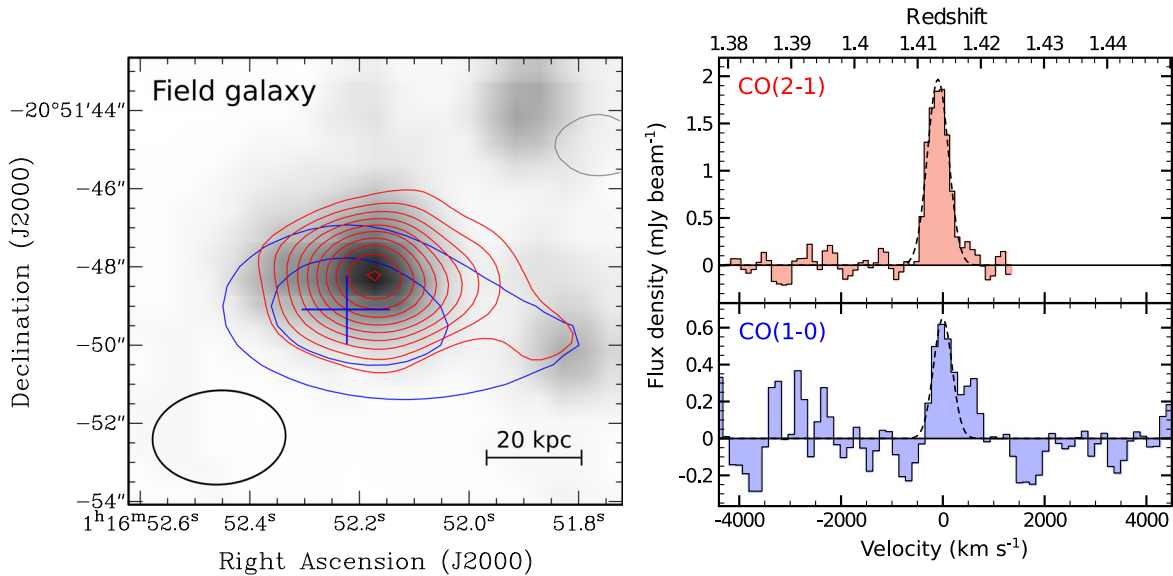 Field galaxy
−20°51′44″
−46″
−48″
−50″
−52″
−54″
Declination (J2000)
20 kpc
1ʰ16ᵐ52.6ˢ 52.4ˢ 52.2ˢ 52.0ˢ 51.8ˢ
Right Ascension (J2000)
Redshift
1.38 1.39 1.4 1.41 1.42 1.43 1.44
CO(2-1)
2
1.5
1
0.5
0
Flux density (mJy beam⁻¹)
CO(1-0)
0.6
0.4
0.2
0
-0.2
-4000 -2000 0 2000 4000
Velocity (km s⁻¹)